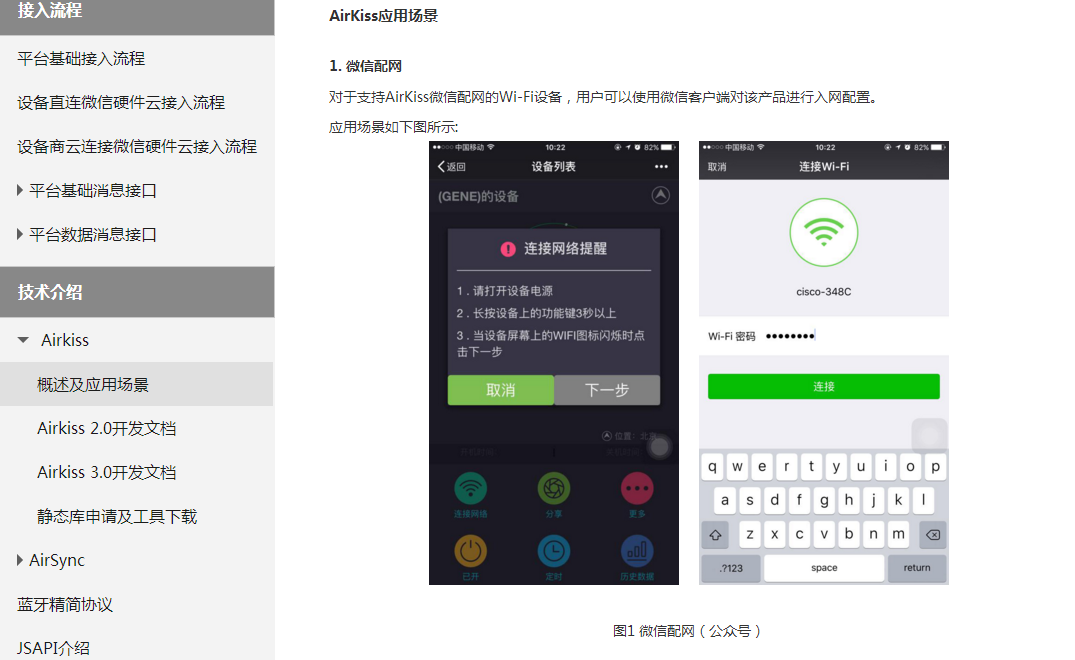 接入流程
平台基础接入流程
设备直连微信硬件云接入流程
设备商云连接微信硬件云接入流程
平台基础消息接口
平台数据消息接口
技术介绍
Airkiss
概述及应用场景
Airkiss 2.0开发文档
Airkiss 3.0开发文档
静态库申请及工具下载
AirSync
蓝牙精简协议
JSAPI介绍
AirKiss应用场景
1. 微信配网
对于支持AirKiss微信配网的Wi-Fi设备，用户可以使用微信客户端对该产品进行入网配置。
应用场景如下图所示:
中国移动 10:22 82%
返回 设备列表
(GENE)的设备
连接网络提醒
1 . 请打开设备电源
2 . 长按设备上的功能键3秒以上
3 . 当设备屏幕上的WIFI图标闪烁时点
击下一步
取消 下一步
位置: 北京
连接网络 分享 更多
已开 定时 历史数据
中国移动 10:22 82%
取消 连接Wi-Fi
cisco-348C
Wi-Fi 密码 ●●●●●●●●
连接
q w e r t y u i o p
a s d f g h j k l
z x c v b n m
.?123 space return
图1 微信配网（公众号）